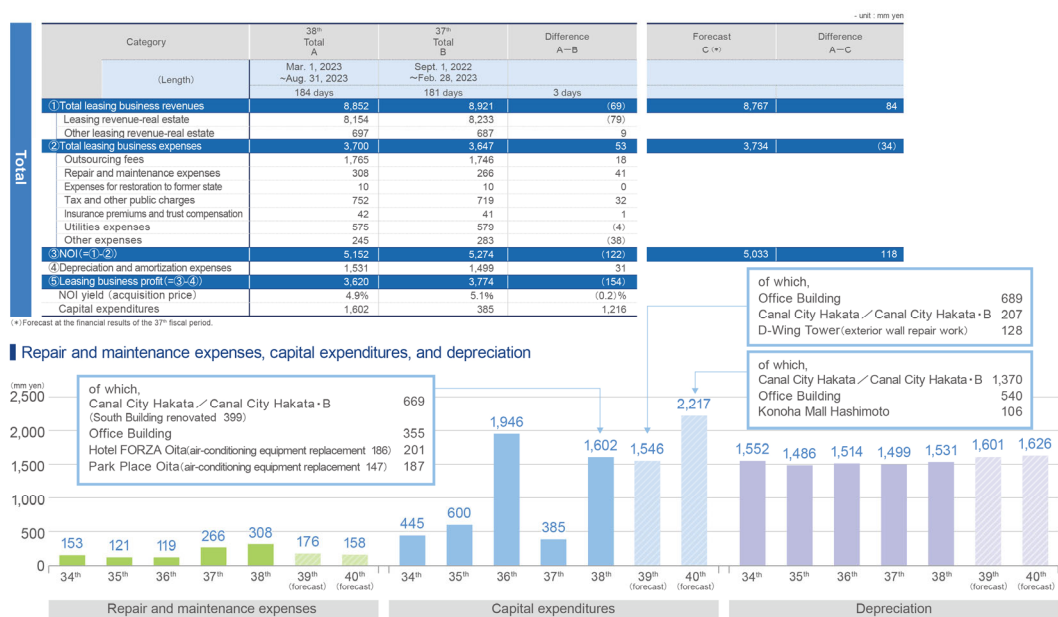 - unit : mm yen
Category 38th Total A 37th Total B Difference A－B Forecast C (*) Difference A－C
(Length) Mar. 1, 2023 ～Aug. 31, 2023 Sept. 1, 2022 ～Feb. 28, 2023
184 days 181 days 3 days
Total
①Total leasing business revenues 8,852 8,921 (69) 8,767 84
Leasing revenue-real estate 8,154 8,233 (79)
Other leasing revenue-real estate 697 687 9
②Total leasing business expenses 3,700 3,647 53 3,734 (34)
Outsourcing fees 1,765 1,746 18
Repair and maintenance expenses 308 266 41
Expenses for restoration to former state 10 10 0
Tax and other public charges 752 719 32
Insurance premiums and trust compensation 42 41 1
Utilities expenses 575 579 (4)
Other expenses 245 283 (38)
③NOI(=①-②) 5,152 5,274 (122) 5,033 118
④Depreciation and amortization expenses 1,531 1,499 31
⑤Leasing business profit(=③-④) 3,620 3,774 (154)
NOI yield (acquisition price) 4.9% 5.1% (0.2)%
Capital expenditures 1,602 385 1,216
(*)Forecast at the financial results of the 37th fiscal period.
of which,
Office Building 689
Canal City Hakata／Canal City Hakata・B 207
D-Wing Tower(exterior wall repair work) 128
Repair and maintenance expenses, capital expenditures, and depreciation
of which,
Canal City Hakata／Canal City Hakata・B 1,370
Office Building 540
Konoha Mall Hashimoto 106
of which,
Canal City Hakata／Canal City Hakata・B 669
(South Building renovated 399)
Office Building 355
Hotel FORZA Oita(air-conditioning equipment replacement 186) 201
Park Place Oita(air-conditioning equipment replacement 147) 187
(mm yen)
2,500
2,000
1,500
1,000
500
0
153 121 119 266 308 176 158
34th 35th 36th 37th 38th 39th (forecast) 40th (forecast)
Repair and maintenance expenses
445 600 1,946 385 1,602 1,546 2,217
34th 35th 36th 37th 38th 39th (forecast) 40th (forecast)
Capital expenditures
1,552 1,486 1,514 1,499 1,531 1,601 1,626
34th 35th 36th 37th 38th 39th (forecast) 40th (forecast)
Depreciation